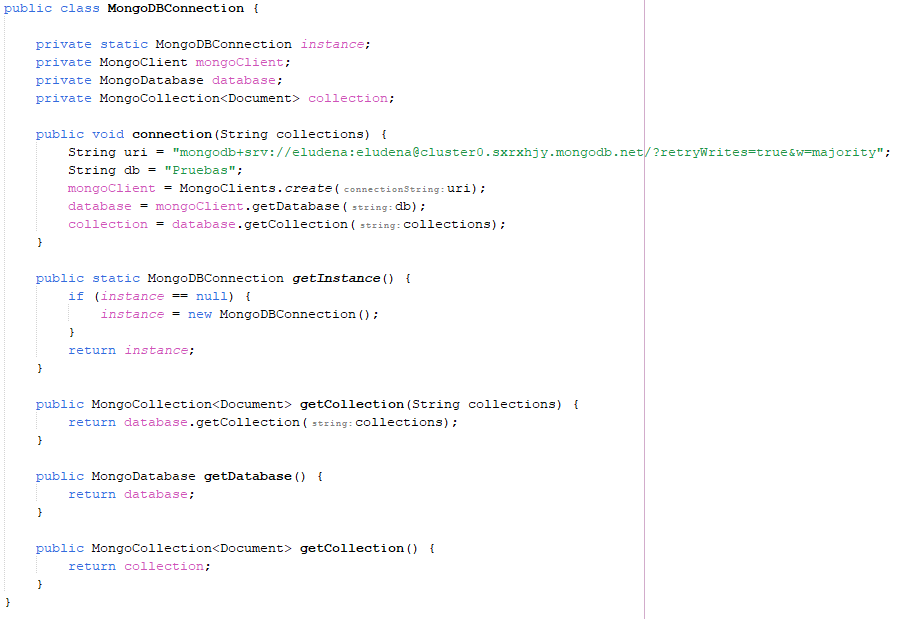 public class MongoDBConnection {
private static MongoDBConnection instance;
private MongoClient mongoClient;
private MongoDatabase database;
private MongoCollection<Document> collection;
public void connection(String collections) {
String uri = "mongodb+srv://eludena:eludena@cluster0.sxrxhjy.mongodb.net/?retryWrites=true&w=majority";
String db = "Pruebas";
mongoClient = MongoClients.create(connectionString: uri);
database = mongoClient.getDatabase(string: db);
collection = database.getCollection(string: collections);
}
public static MongoDBConnection getInstance() {
if (instance == null) {
instance = new MongoDBConnection();
}
return instance;
}
public MongoCollection<Document> getCollection(String collections) {
return database.getCollection(string: collections);
}
public MongoDatabase getDatabase() {
return database;
}
public MongoCollection<Document> getCollection() {
return collection;
}
}